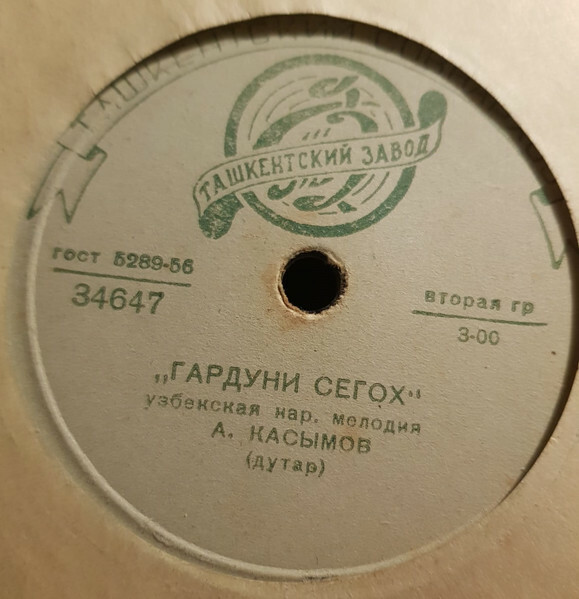 ТАШКЕНТСКИЙ ЗАВОД
гост 5289-56
34647
вторая гр
3-00
„ГАРДУНИ СЕГОХ"
узбекская нар. мелодия
А. КАСЫМОВ
(дутар)